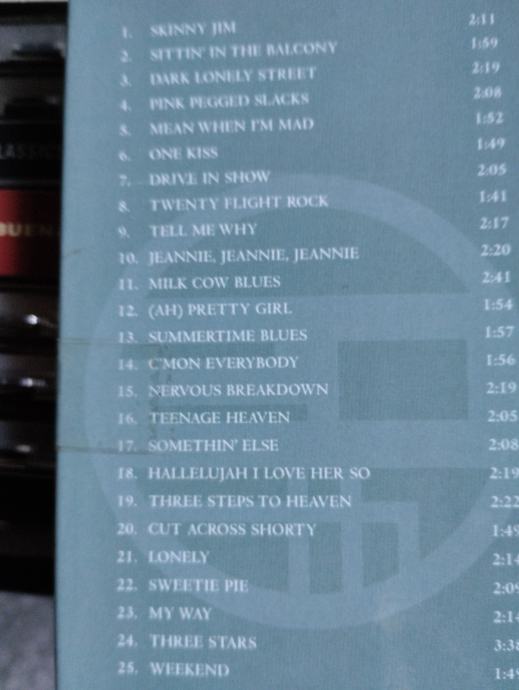 1. SKINNY JIM 2:11
2. SITTIN' IN THE BALCONY 1:59
3. DARK LONELY STREET 2:19
4. PINK PEGGED SLACKS 2:08
5. MEAN WHEN I'M MAD 1:52
6. ONE KISS 1:49
7. DRIVE IN SHOW 2:05
8. TWENTY FLIGHT ROCK 1:41
9. TELL ME WHY 2:17
10. JEANNIE, JEANNIE, JEANNIE 2:20
11. MILK COW BLUES 2:41
12. (AH) PRETTY GIRL 1:54
13. SUMMERTIME BLUES 1:57
14. C'MON EVERYBODY 1:56
15. NERVOUS BREAKDOWN 2:19
16. TEENAGE HEAVEN 2:05
17. SOMETHIN' ELSE 2:08
18. HALLELUJAH I LOVE HER SO 2:19
19. THREE STEPS TO HEAVEN 2:22
20. CUT ACROSS SHORTY
21. LONELY
22. SWEETIE PIE
23. MY WAY
24. THREE STARS
25. WEEKEND
BUEN